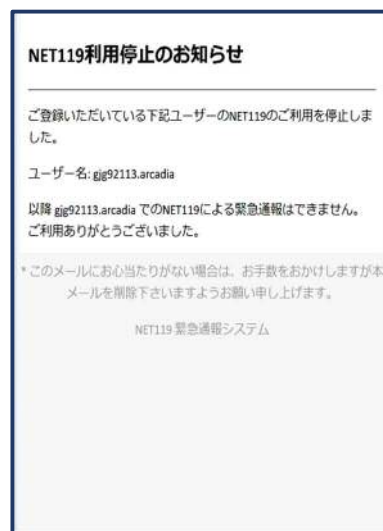 NET119利用停止のお知らせ
ご登録いただいている下記ユーザーのNET119のご利用を停止しま
した。
ユーザー名: gjg92113.arcadia
以降 gjg92113.arcadia でのNET119による緊急通報はできません。
ご利用ありがとうございました。
* このメールにお心当たりがない場合は、お手数をおかけしますが本
メールを削除下さいますようお願い申し上げます。
NET119 緊急通報システム